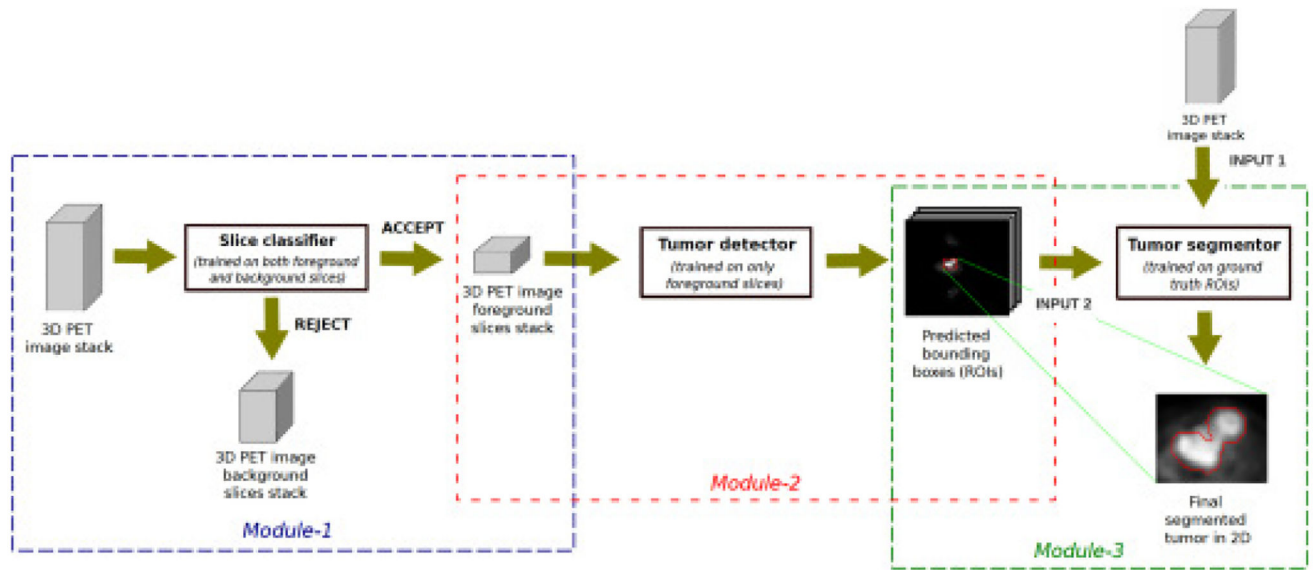 3D PET
image stack
INPUT 1
Slice classifier
(trained on both foreground
and background slices)
ACCEPT
REJECT
3D PET
image stack
3D PET image
background
slices stack
Module-1
3D PET image
foreground
slices stack
Tumor detector
(trained on only
foreground slices)
Predicted
bounding
boxes (ROIs)
INPUT 2
Module-2
Tumor segmentor
(trained on ground
truth ROIs)
Final
segmented
tumor in 2D
Module-3